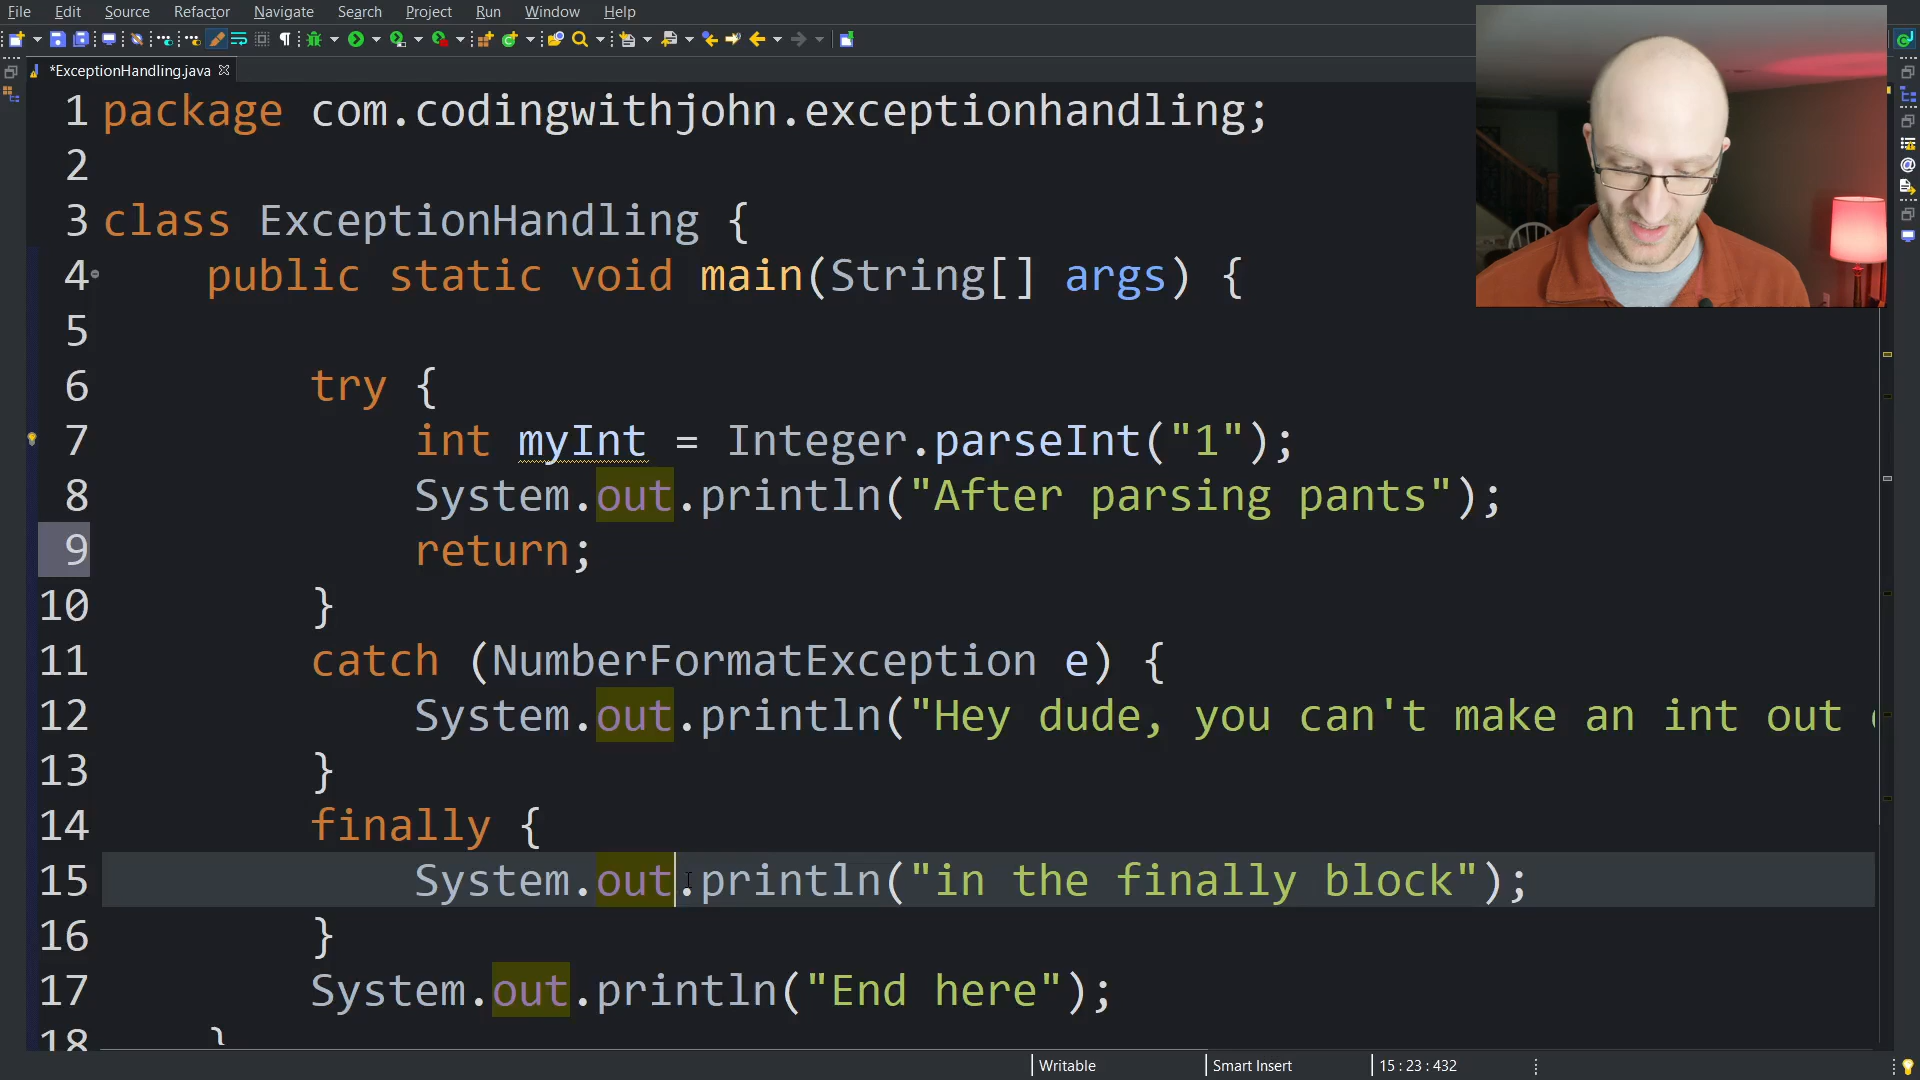 File Edit Source Refactor Navigate Search Project Run Window Help
*ExceptionHandling.java
1 package com.codingwithjohn.exceptionhandling;
2
3 class ExceptionHandling {
4 public static void main(String[] args) {
5
6 try {
7 int myInt = Integer.parseInt("1");
8 System.out.println("After parsing pants");
9 return;
10 }
11 catch (NumberFormatException e) {
12 System.out.println("Hey dude, you can't make an int out
13 }
14 finally {
15 System.out.println("in the finally block");
16 }
17 System.out.println("End here");
18 }
Writable Smart Insert 15 : 23 : 432